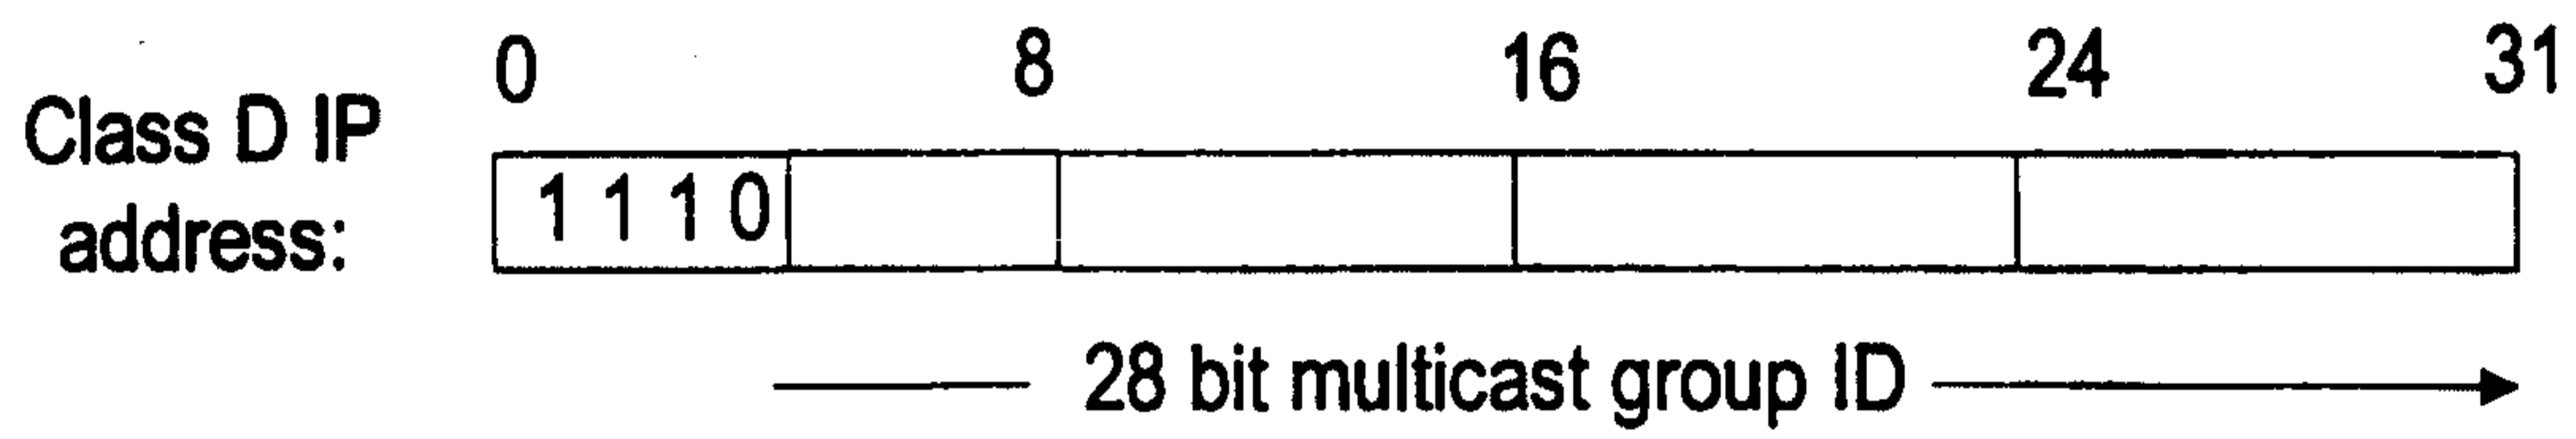 0 8 16 24 31
Class D IP
address:
1 1 1 0
28 bit multicast group ID